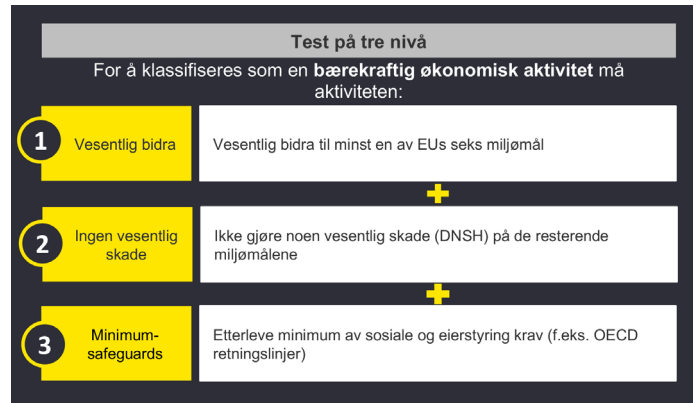 Test på tre nivå
For å klassifiseres som en bærekraftig økonomisk aktivitet må
aktiviteten:
1
Vesentlig bidra
Vesentlig bidra til minst en av EUs seks miljømål
2
Ingen vesentlig
skade
Ikke gjøre noen vesentlig skade (DNSH) på de resterende
miljømålene
3
Minimum-
safeguards
Etterleve minimum av sosiale og eierstyring krav (f.eks. OECD
retningslinjer)